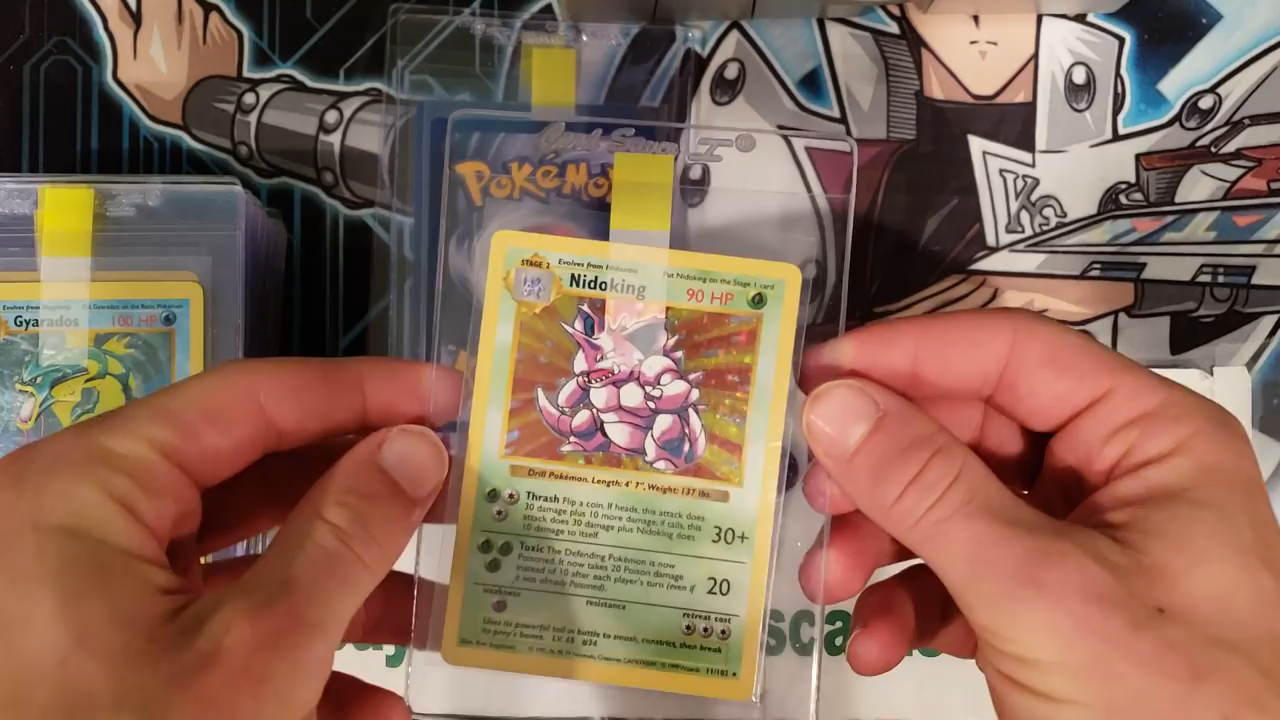 Card Saver I®
POKéMO
KC
STAGE 2
Evolves from Nidorino
Put Nidoking on the Stage 1 card
Nidoking
90 HP
Gyarados
100 HP
Drill Pokémon. Length: 4' 7", Weight: 137 lbs.
Thrash Flip a coin. If heads, this attack does
30 damage plus 10 more damage; if tails, this
attack does 30 damage plus Nidoking does
10 damage to itself.
30+
Toxic The Defending Pokémon is now
Poisoned. It now takes 20 Poison damage
instead of 10 after each player's turn (even if
it was already Poisoned).
20
weakness
resistance
retreat cost
Uses its powerful tail in battle to smash, constrict, then break
its prey's bones. LV. 48 #34
11/102
sca